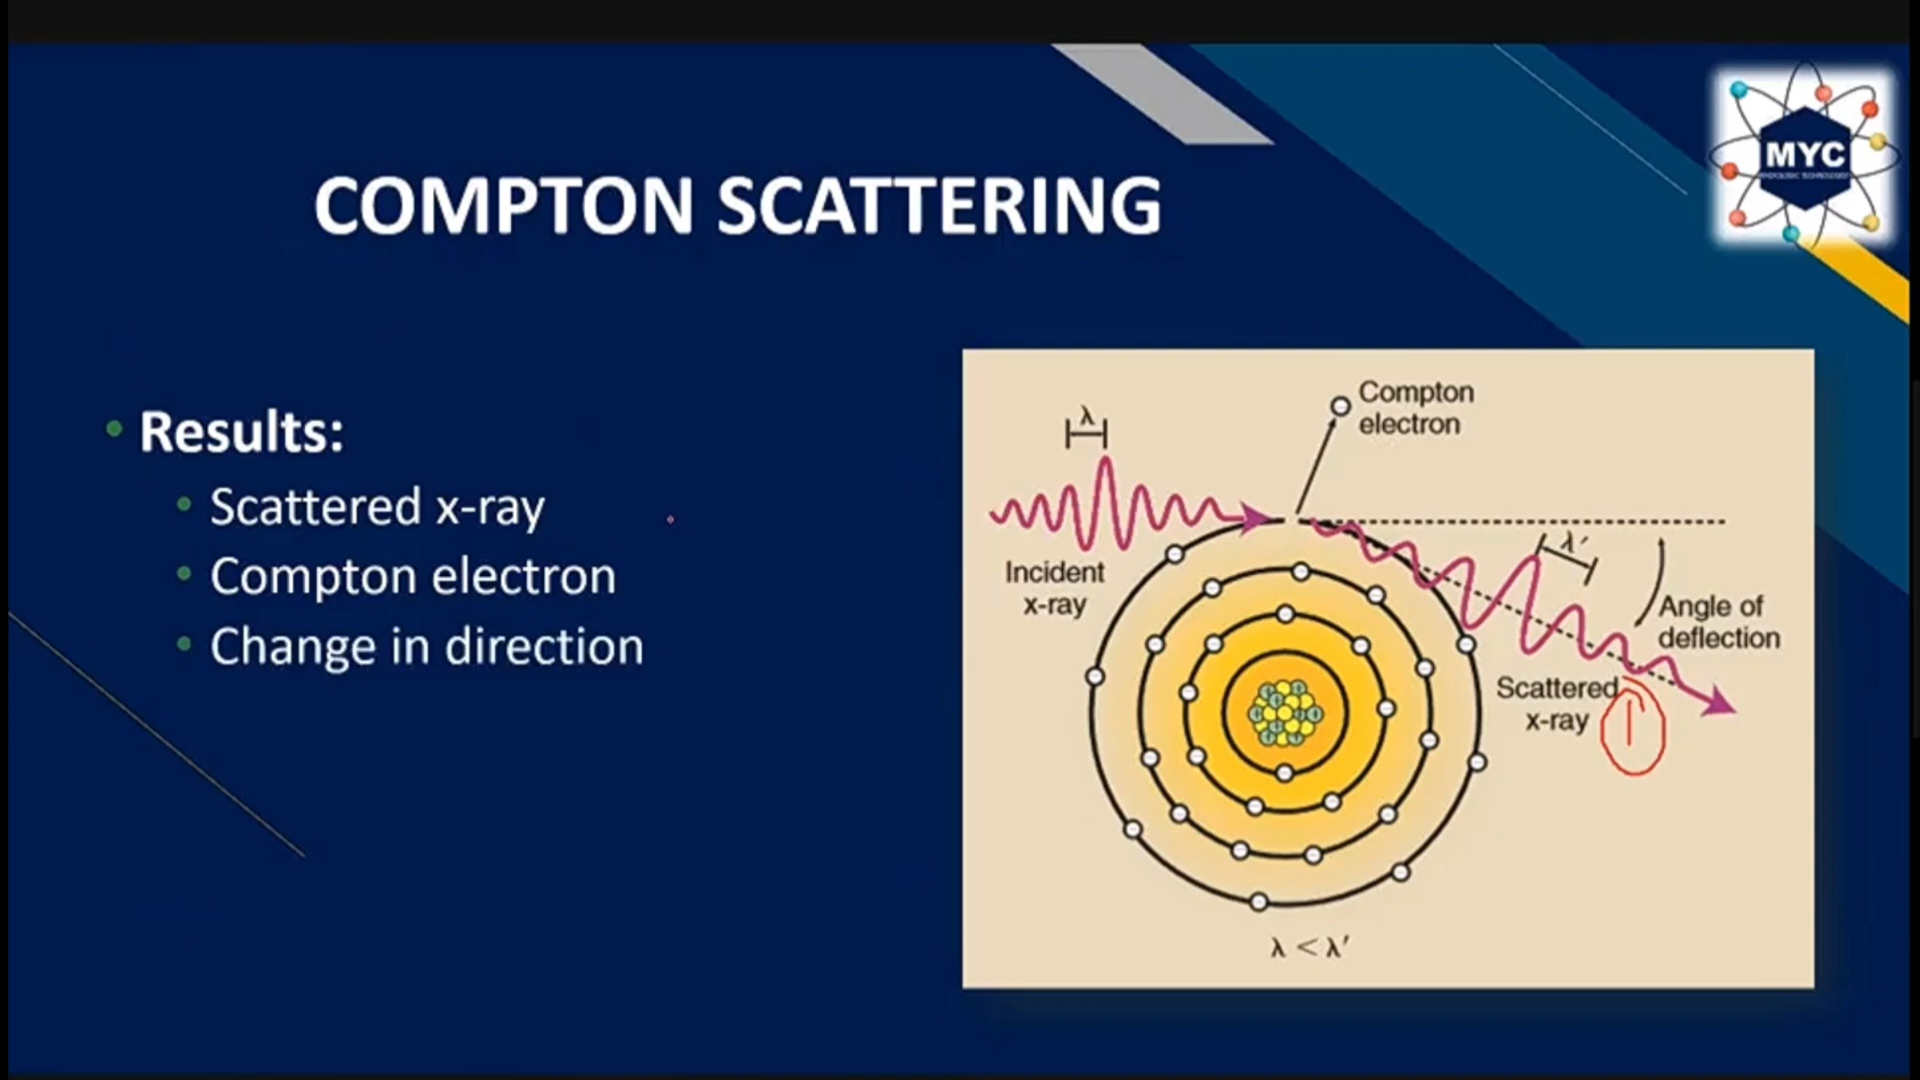 MYC
COMPTON SCATTERING
• Results:
• Scattered x-ray
• Compton electron
• Change in direction
Compton
electron
λ
Incident
x-ray
λ′
Angle of
deflection
Scattered
x-ray
1
λ < λ′